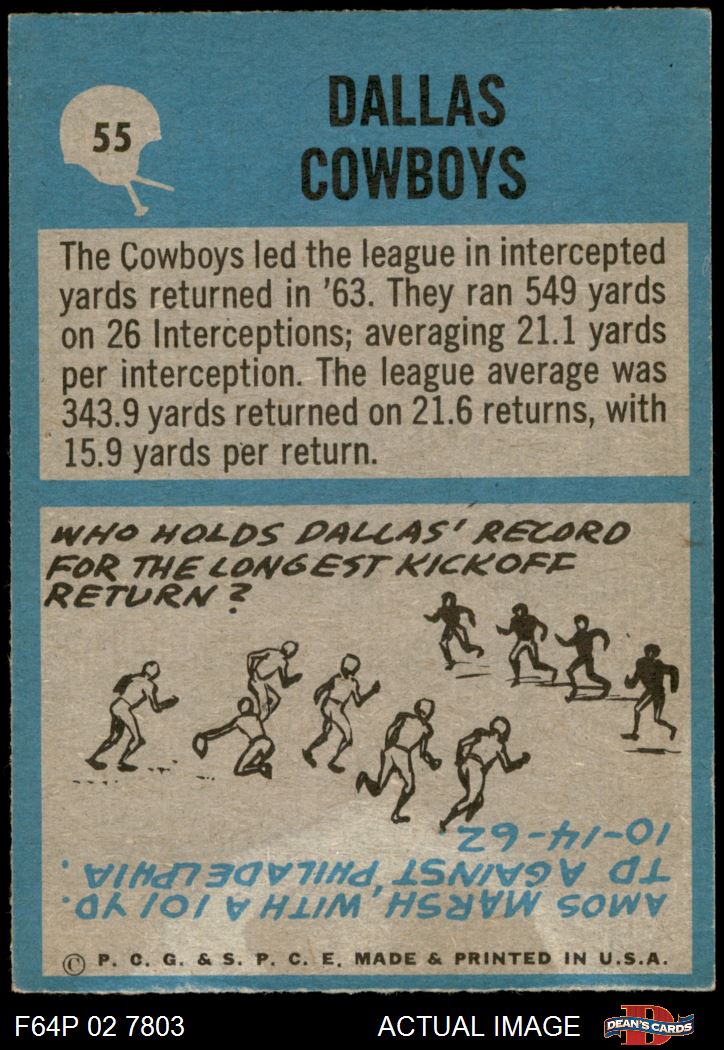 55
DALLAS
COWBOYS
The Cowboys led the league in intercepted
yards returned in '63. They ran 549 yards
on 26 Interceptions; averaging 21.1 yards
per interception. The league average was
343.9 yards returned on 21.6 returns, with
15.9 yards per return.
WHO HOLDS DALLAS' RECORD
FOR THE LONGEST KICKOFF
RETURN?
AMOS MARSH, WITH A 101 YD.
TD AGAINST PHILADELPHIA.
10-14-62.
© P. C. G. & S. P. C. E. MADE & PRINTED IN U.S.A.
F64P 02 7803
ACTUAL IMAGE
D
DEAN'S CARDS